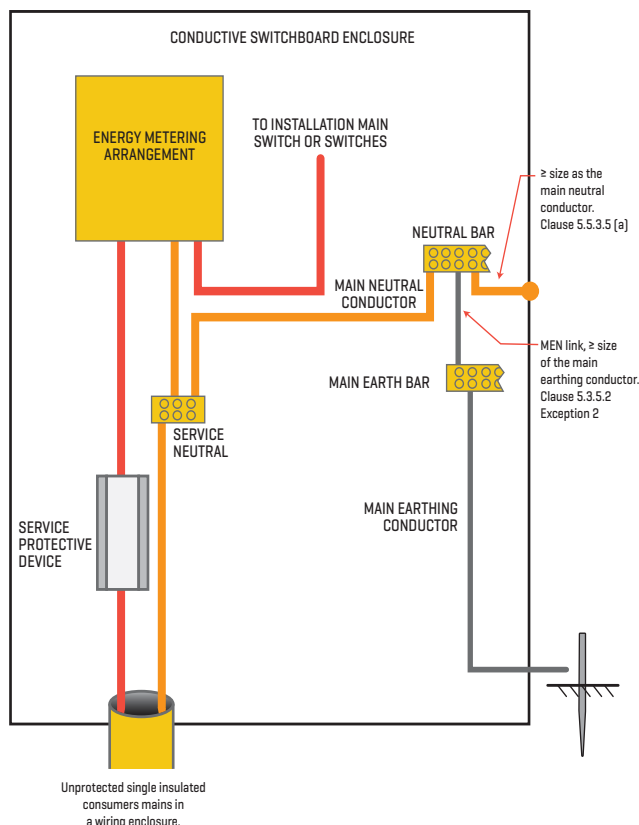 CONDUCTIVE SWITCHBOARD ENCLOSURE
ENERGY METERING
ARRANGEMENT
TO INSTALLATION MAIN
SWITCH OR SWITCHES
≥ size as the
main neutral
conductor.
Clause 5.5.3.5 (a)
NEUTRAL BAR
MAIN NEUTRAL
CONDUCTOR
MEN link, ≥ size
of the main
earthing conductor.
Clause 5.3.5.2
Exception 2
MAIN EARTH BAR
SERVICE
NEUTRAL
MAIN EARTHING
CONDUCTOR
SERVICE
PROTECTIVE
DEVICE
Unprotected single insulated
consumers mains in
a wiring enclosure.